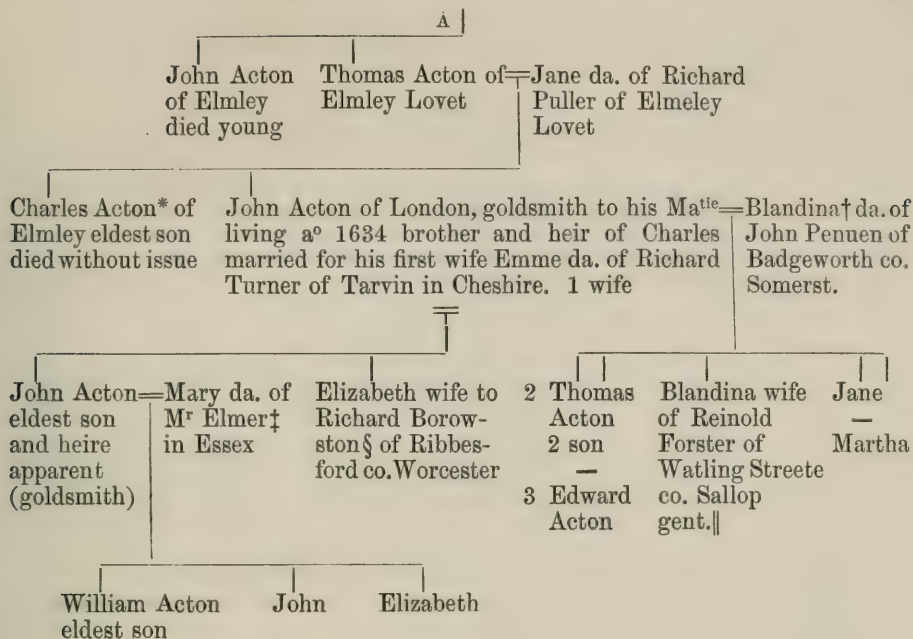 A
John Acton
of Elmley
died young
Thomas Acton of
Elmley Lovet
Jane da. of Richard
Puller of Elmeley
Lovet
Charles Acton* of
Elmley eldest son
died without issue
John Acton of London, goldsmith to his Ma^tie
living a° 1634 brother and heir of Charles
married for his first wife Emme da. of Richard
Turner of Tarvin in Cheshire. 1 wife
Blandina† da. of
John Penuen of
Badgeworth co.
Somerst.
John Acton
eldest son
and heire
apparent
(goldsmith)
Mary da. of
M^r Elmer‡
in Essex
Elizabeth wife to
Richard Borow-
ston§ of Ribbes-
ford co. Worcester
2 Thomas
Acton
2 son
—
3 Edward
Acton
Blandina wife
of Reinold
Forster of
Watling Streete
co. Sallop
gent.||
Jane
—
Martha
William Acton
eldest son
John
Elizabeth